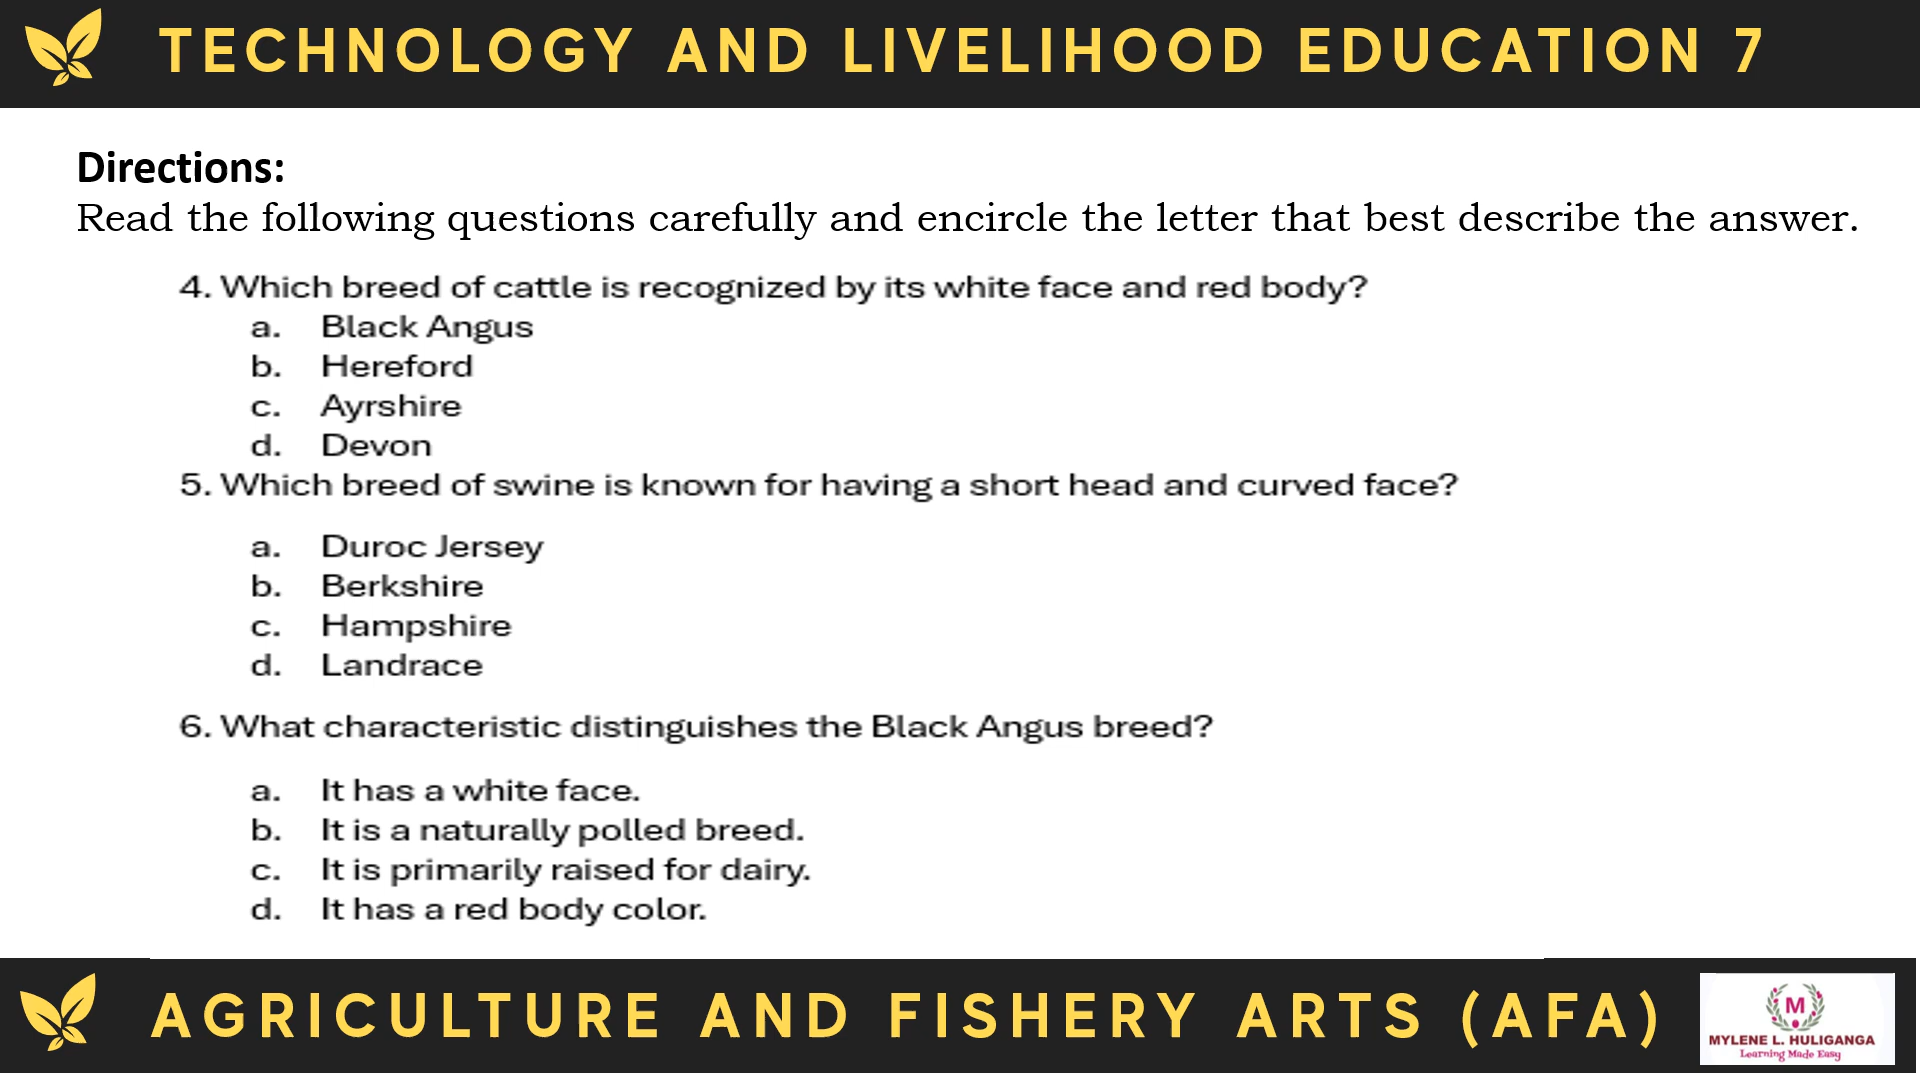 TECHNOLOGY AND LIVELIHOOD EDUCATION 7
Directions:
Read the following questions carefully and encircle the letter that best describe the answer.
4. Which breed of cattle is recognized by its white face and red body?
a. Black Angus
b. Hereford
c. Ayrshire
d. Devon
5. Which breed of swine is known for having a short head and curved face?
a. Duroc Jersey
b. Berkshire
c. Hampshire
d. Landrace
6. What characteristic distinguishes the Black Angus breed?
a. It has a white face.
b. It is a naturally polled breed.
c. It is primarily raised for dairy.
d. It has a red body color.
AGRICULTURE AND FISHERY ARTS (AFA)
M
MYLENE L. HULIGANGA
Learning Made Easy